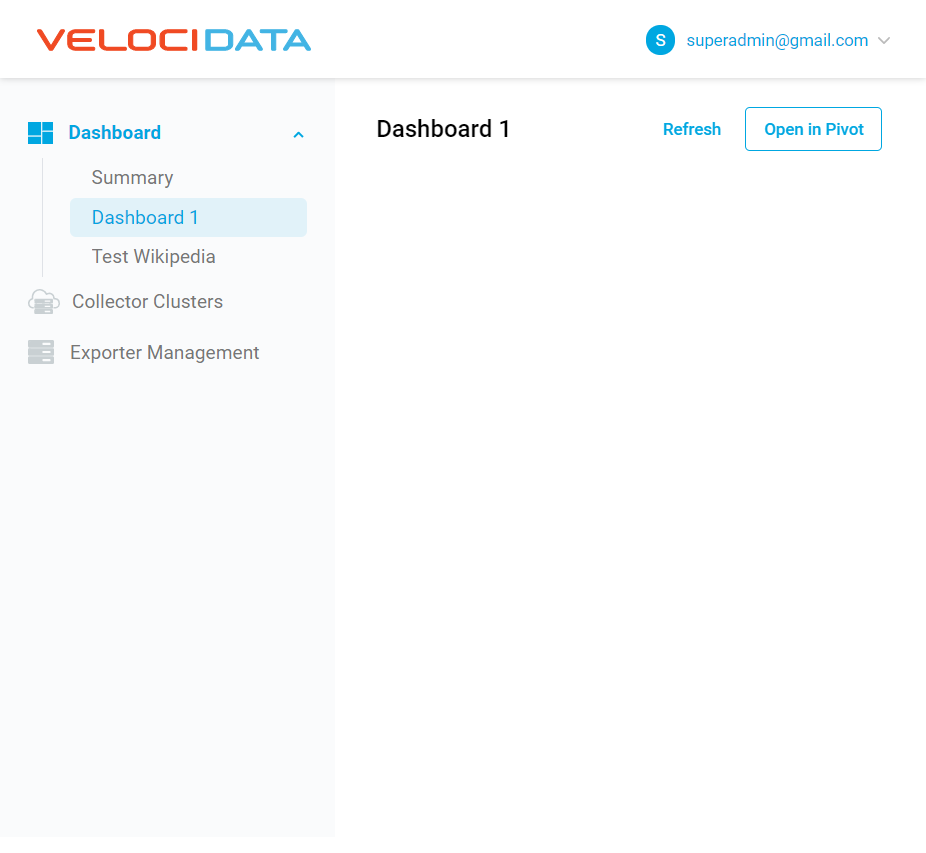 VELOCIDATA
S superadmin@gmail.com
Dashboard
Summary
Dashboard 1
Test Wikipedia
Collector Clusters
Exporter Management
Dashboard 1
Refresh
Open in Pivot